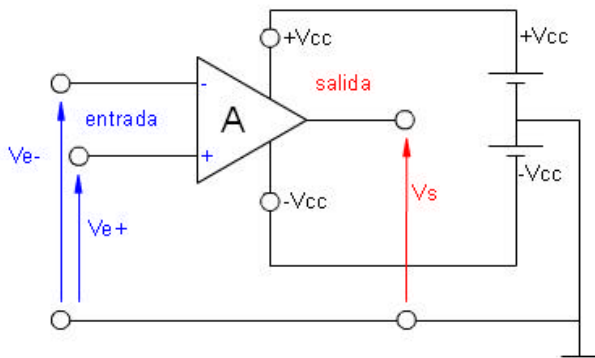 +Vcc
+Vcc
salida
-
entrada
A
Ve-
+
-Vcc
-Vcc
Vs
Ve+